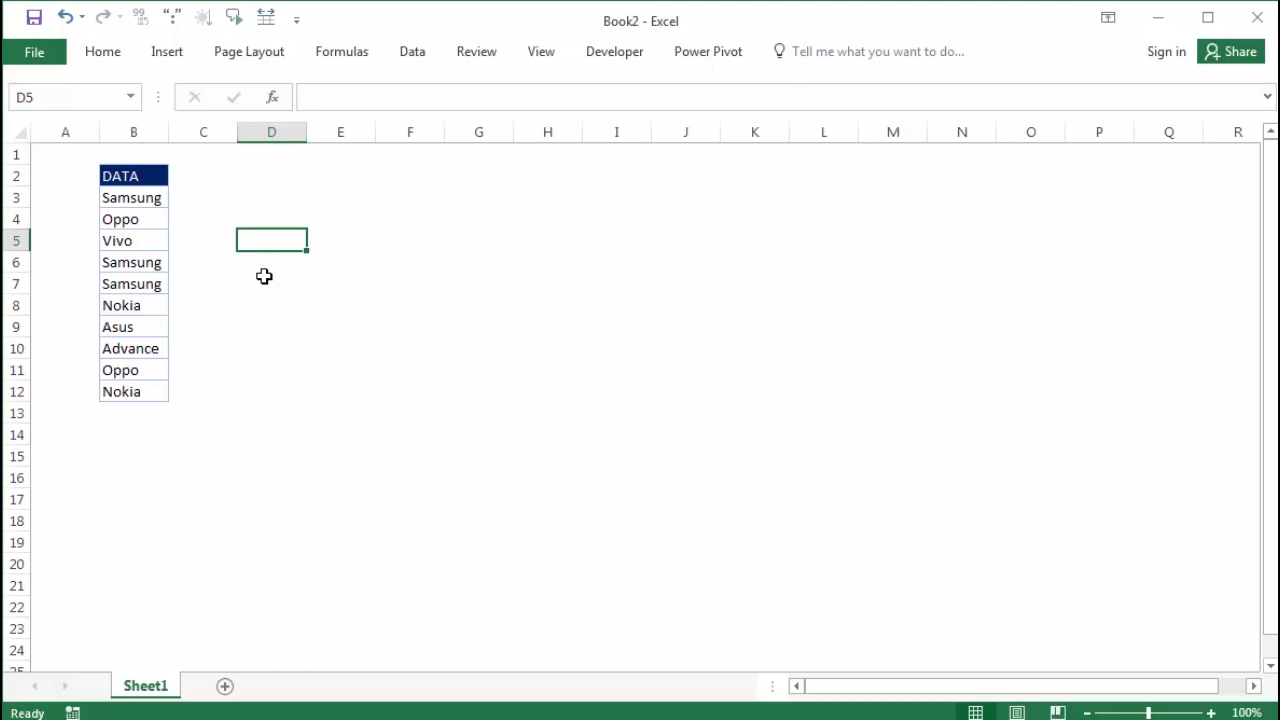 Book2 - Excel
File Home Insert Page Layout Formulas Data Review View Developer Power Pivot Tell me what you want to do... Sign in Share
D5 fx
A B C D E F G H I J K L M N O P Q R
1
2 DATA
3 Samsung
4 Oppo
5 Vivo
6 Samsung
7 Samsung
8 Nokia
9 Asus
10 Advance
11 Oppo
12 Nokia
13
14
15
16
17
18
19
20
21
22
23
24
25
Sheet1
Ready 100%